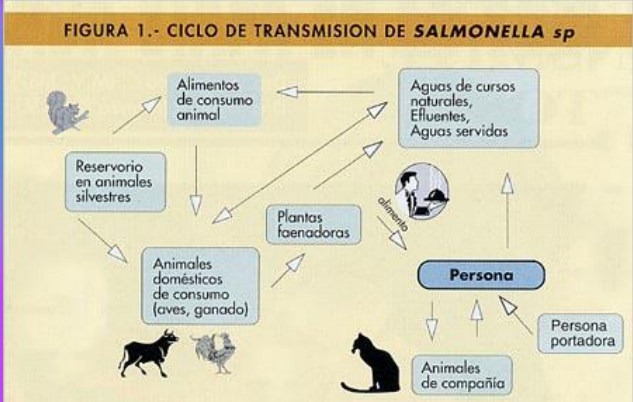 FIGURA 1.- CICLO DE TRANSMISION DE SALMONELLA sp
Alimentos
de consumo
animal
Aguas de cursos
naturales,
Efluentes,
Aguas servidas
Reservorio
en animales
silvestres
Plantas
faenadoras
alimento
Animales
domésticos
de consumo
(aves, ganado)
Persona
Persona
portadora
Animales
de compañía